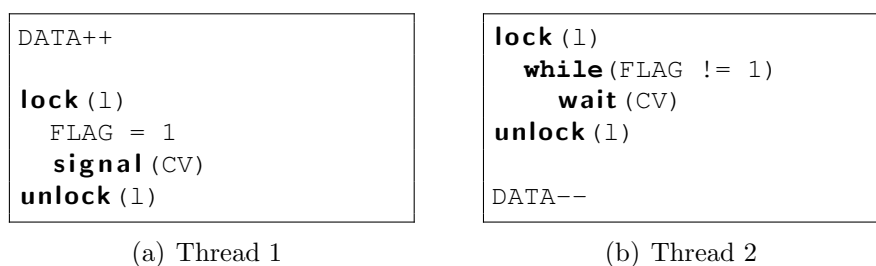 DATA++
lock(l)
FLAG = 1
signal(CV)
unlock(l)
(a) Thread 1
lock(l)
while(FLAG != 1)
wait(CV)
unlock(l)
DATA--
(b) Thread 2